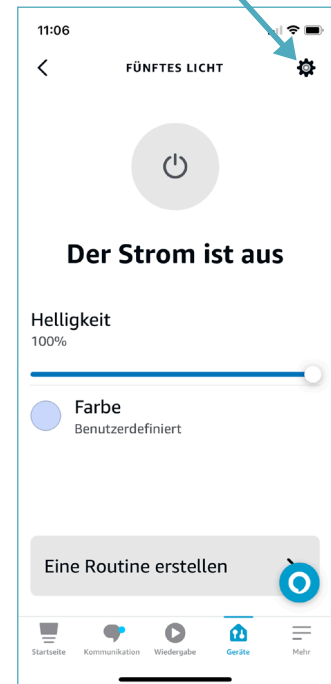 11:06
FÜNFTES LICHT
Der Strom ist aus
Helligkeit
100%
Farbe
Benutzerdefiniert
Eine Routine erstellen
Startseite Kommunikation Wiedergabe Geräte Mehr